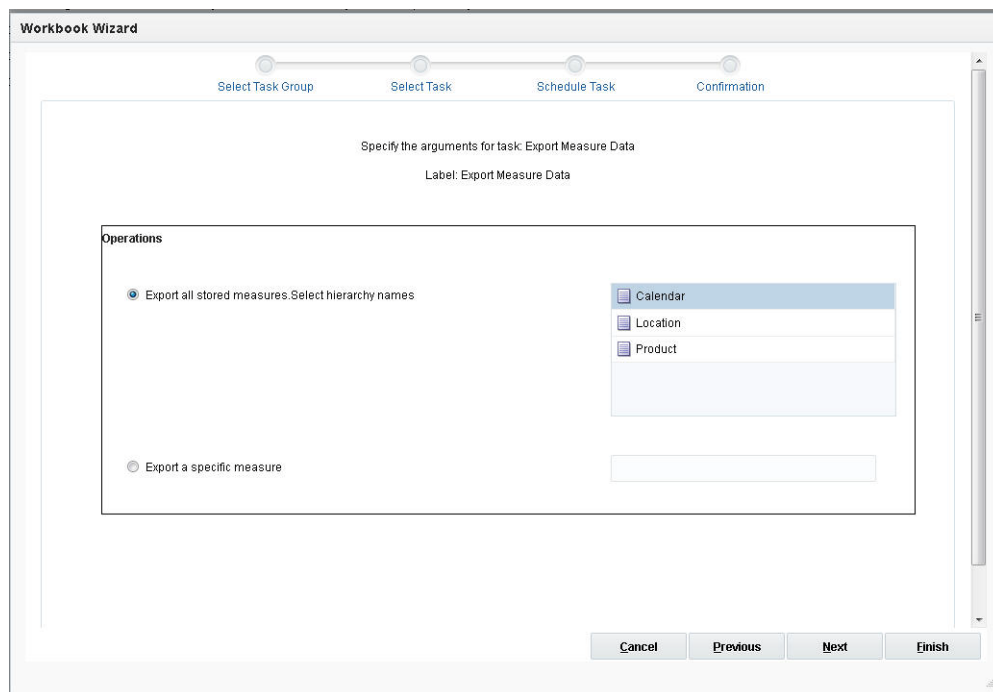 Workbook Wizard
Select Task Group
Select Task
Schedule Task
Confirmation
Specify the arguments for task: Export Measure Data
Label: Export Measure Data
Operations
Export all stored measures.Select hierarchy names
Calendar
Location
Product
Export a specific measure
Cancel
Previous
Next
Finish